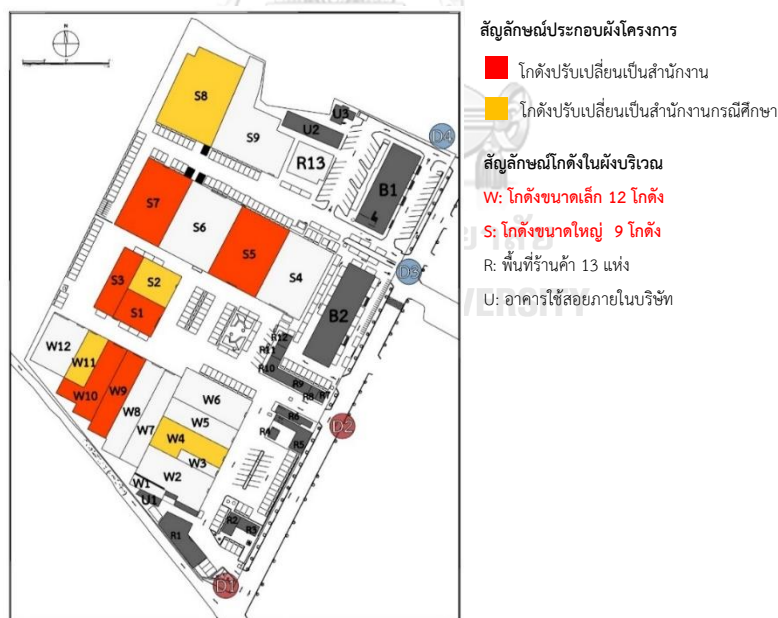 N
S8
S9
U2
U3
D4
R13
B1
S7
S6
S5
S4
D3
S3
S2
S1
B2
R12
R11
R10
R9
R8
R7
W12
W11
W10
W9
W8
W7
W6
W5
W4
W3
W2
W1
U1
R6
R4
R5
D2
R2
R3
R1
D1
สัญลักษณ์ประกอบผังโครงการ
โกดังปรับเปลี่ยนเป็นสำนักงาน
โกดังปรับเปลี่ยนเป็นสำนักงานกรณีศึกษา
สัญลักษณ์โกดังในผังบริเวณ
W: โกดังขนาดเล็ก 12 โกดัง
S: โกดังขนาดใหญ่ 9 โกดัง
R: พื้นที่ร้านค้า 13 แห่ง
U: อาคารใช้สอยภายในบริษัท
VERSITY